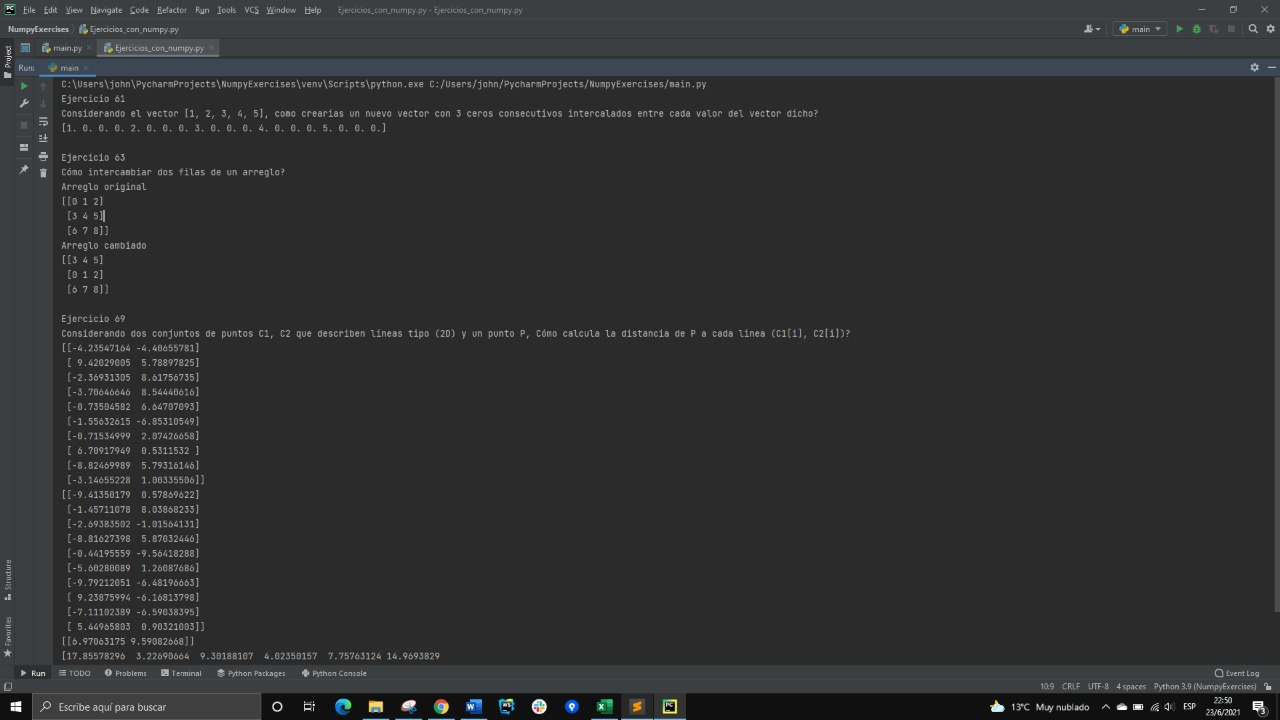 File Edit View Navigate Code Refactor Run Tools VCS Window Help Ejercicios_con_numpy.py - Ejercicios_con_numpy.py
NumpyExercises Ejercicios_con_numpy.py main
main.py Ejercicios_con_numpy.py
Project
Run: main
C:\Users\john\PycharmProjects\NumpyExercises\venv\Scripts\python.exe C:/Users/john/PycharmProjects/NumpyExercises/main.py
Ejercicio 61
Considerando el vector [1, 2, 3, 4, 5], como crearias un nuevo vector con 3 ceros consecutivos intercalados entre cada valor del vector dicho?
[1. 0. 0. 0. 2. 0. 0. 0. 3. 0. 0. 0. 4. 0. 0. 0. 5. 0. 0. 0.]
Ejercicio 63
Cómo intercambiar dos filas de un arreglo?
Arreglo original
[[0 1 2]
[3 4 5]
[6 7 8]]
Arreglo cambiado
[[3 4 5]
[0 1 2]
[6 7 8]]
Ejercicio 69
Considerando dos conjuntos de puntos C1, C2 que describen líneas tipo (2D) y un punto P, Cómo calcula la distancia de P a cada línea (C1[i], C2[i])?
[[-4.23547164 -4.40655781]
[ 9.42029005 5.78897825]
[-2.36931305 8.61756735]
[-3.70646646 8.54440616]
[-0.73504582 6.64707093]
[-1.55632615 -6.85310549]
[-0.71534999 2.07426658]
[ 6.70917949 0.5311532 ]
[-8.82469989 5.79316146]
[-3.14655228 1.00335506]]
[[-9.41350179 0.57869622]
[-1.45711078 8.03868233]
[-2.69383502 -1.01564131]
[-8.81627398 5.87032446]
[-0.44195559 -9.56418288]
[-5.60280089 1.26087686]
[-9.79212051 -6.48196663]
[ 9.23875994 -6.16813798]
[-7.11102389 -6.59038395]
[ 5.44965803 0.90321003]]
[[6.97063175 9.59082668]]
[17.85578296 3.22690664 9.30188107 4.02350157 7.75763124 14.9693829
Structure
Favorites
Run TODO Problems Terminal Python Packages Python Console Event Log
10:9 CRLF UTF-8 4 spaces Python 3.9 (NumpyExercises)
Escribe aquí para buscar 13°C Muy nublado ESP 22:50
23/6/2021